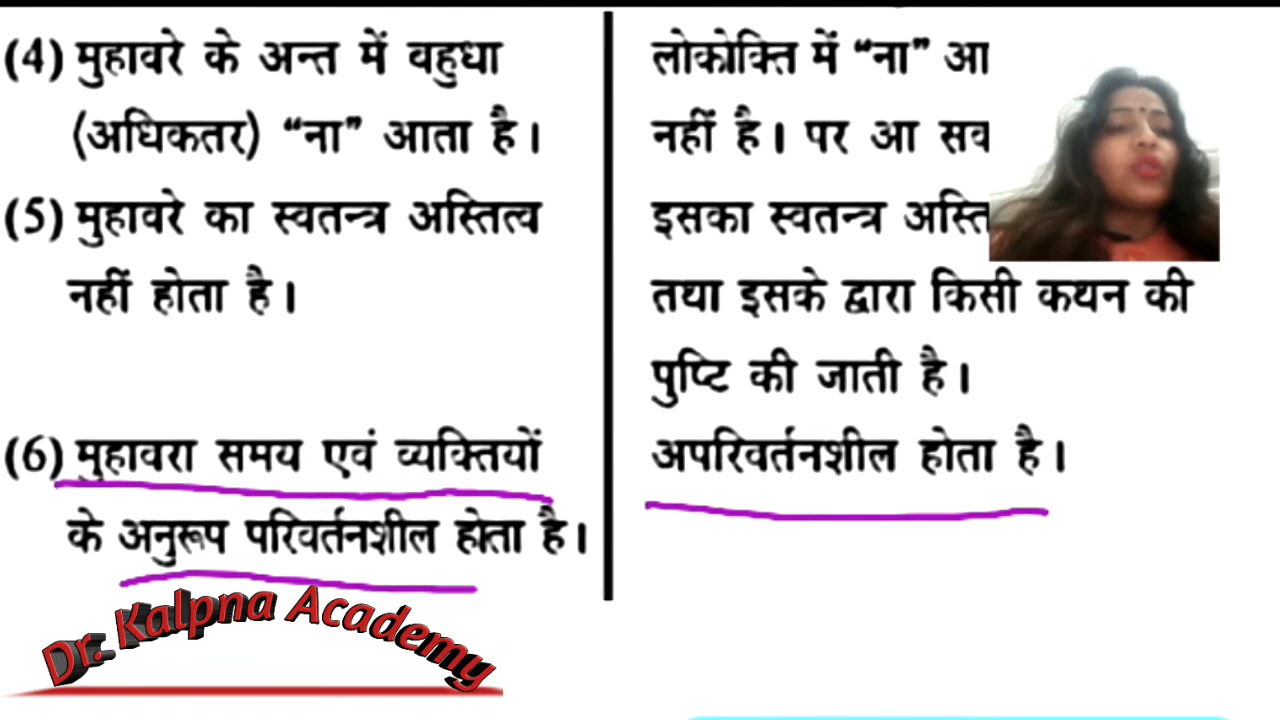 (4) मुहावरे के अन्त में वहुधा
(अधिकतर) “ना” आता है।
(5) मुहावरे का स्वतन्त्र अस्तित्व
नहीं होता है।
(6) मुहावरा समय एवं व्यक्तियों
के अनुरूप परिवर्तनशील होता है।
लोकोक्ति में “ना” आ
नहीं है। पर आ सक
इसका स्वतन्त्र अस्ति
तथा इसके द्वारा किसी कथन की
पुष्टि की जाती है।
अपरिवर्तनशील होता है।
Dr. Kalpna Academy